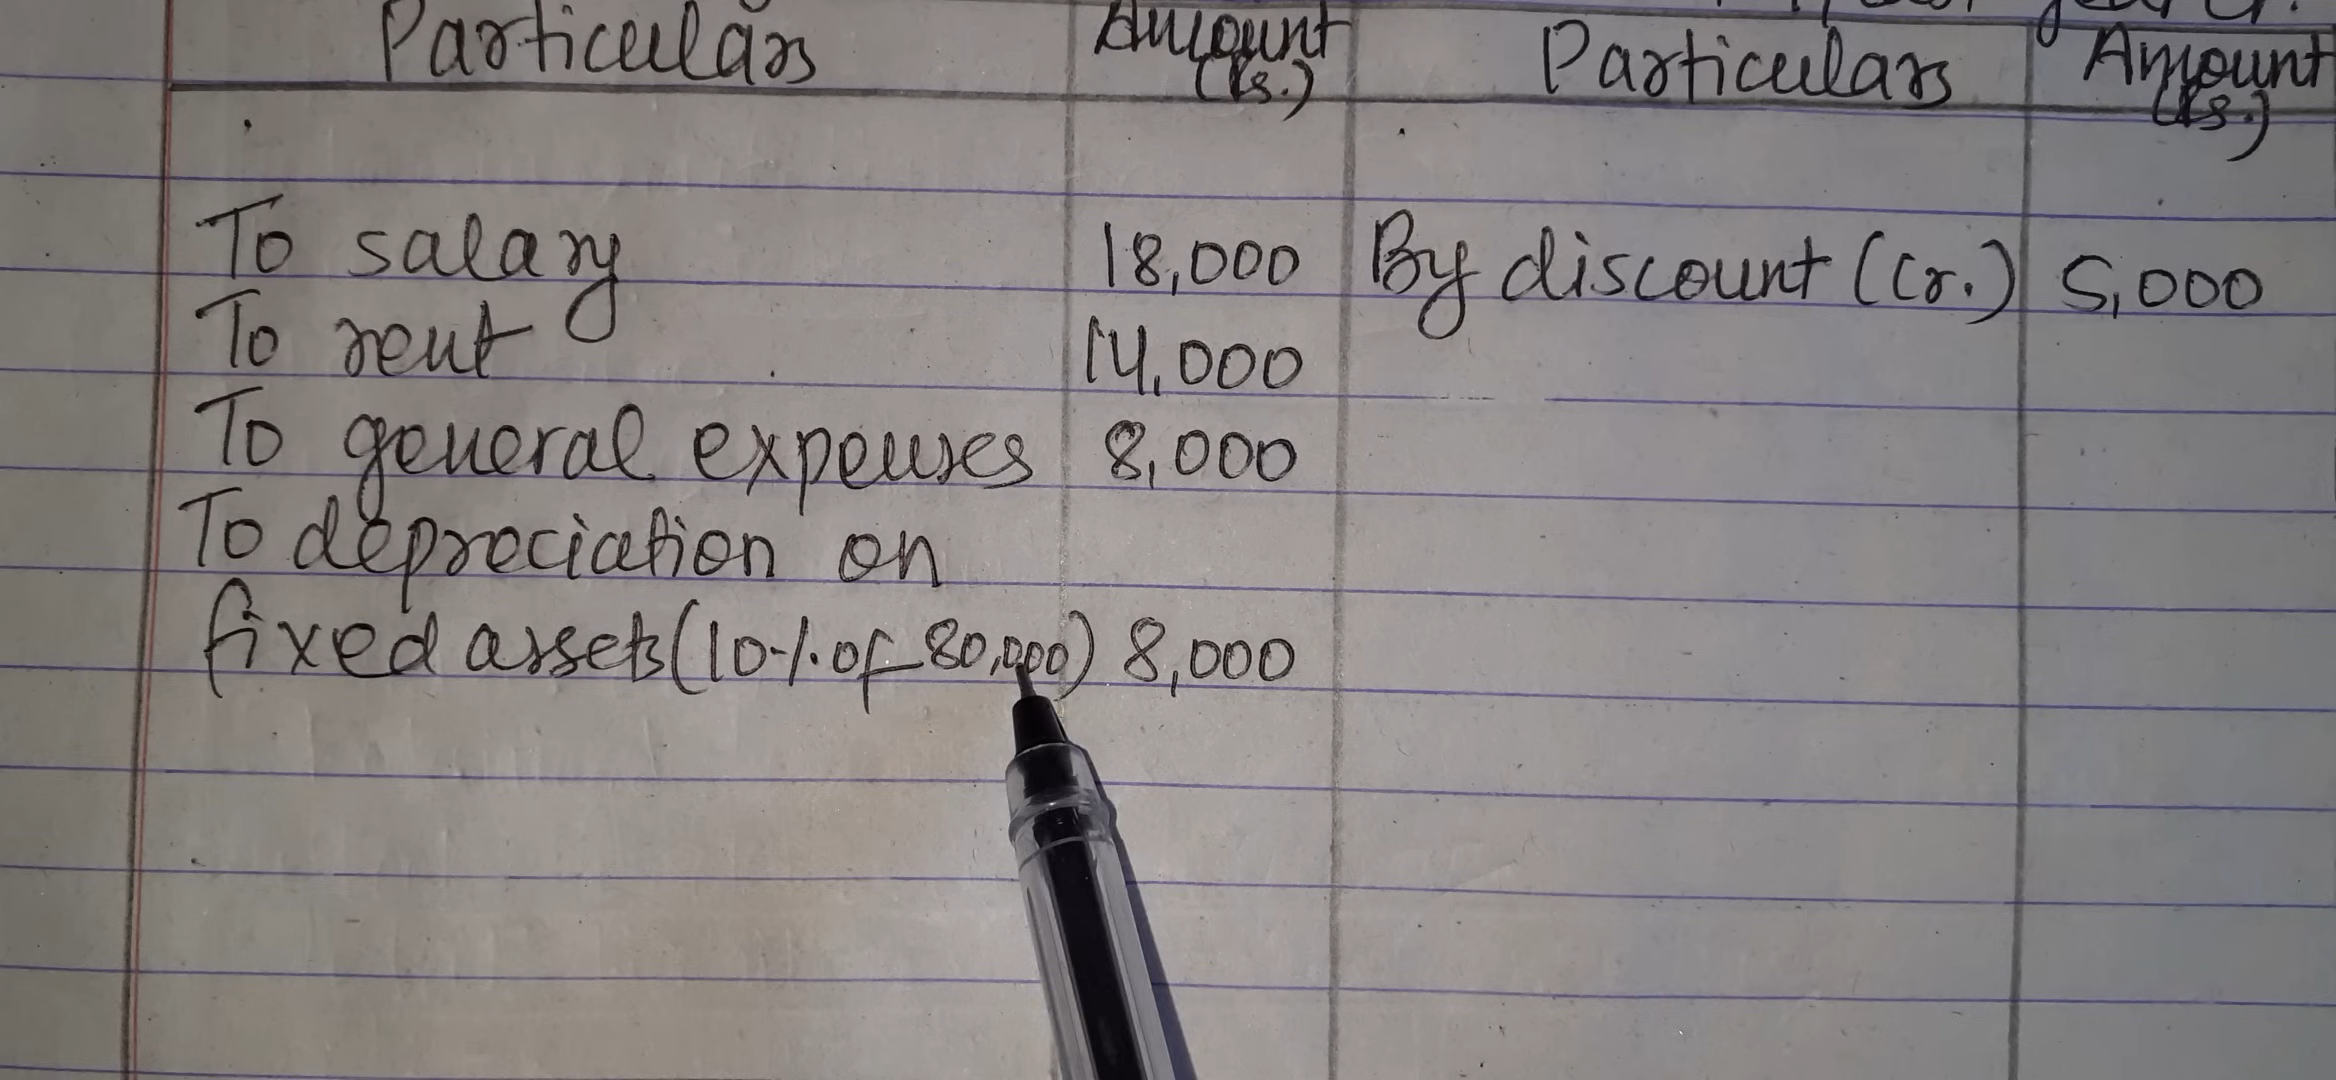 Particulars Amount (Rs.) Particulars Amount (Rs.)
To salary 18,000 By discount (Cr.) 5,000
To rent 14,000
To general expenses 8,000
To depreciation on
fixed assets (10% of 80,000) 8,000